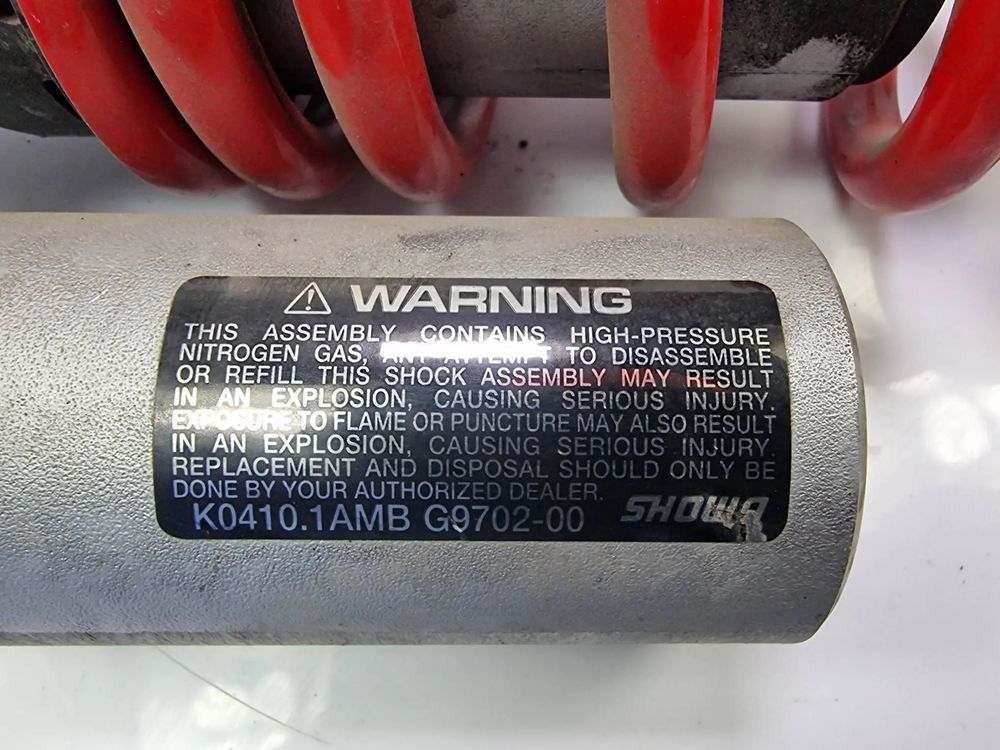 WARNING
THIS ASSEMBLY CONTAINS HIGH-PRESSURE
NITROGEN GAS, ANY ATTEMPT TO DISASSEMBLE
OR REFILL THIS SHOCK ASSEMBLY MAY RESULT
IN AN EXPLOSION, CAUSING SERIOUS INJURY.
EXPOSURE TO FLAME OR PUNCTURE MAY ALSO RESULT
IN AN EXPLOSION, CAUSING SERIOUS INJURY.
REPLACEMENT AND DISPOSAL SHOULD ONLY BE
DONE BY YOUR AUTHORIZED DEALER.
K0410.1AMB G9702-00 SHOWA